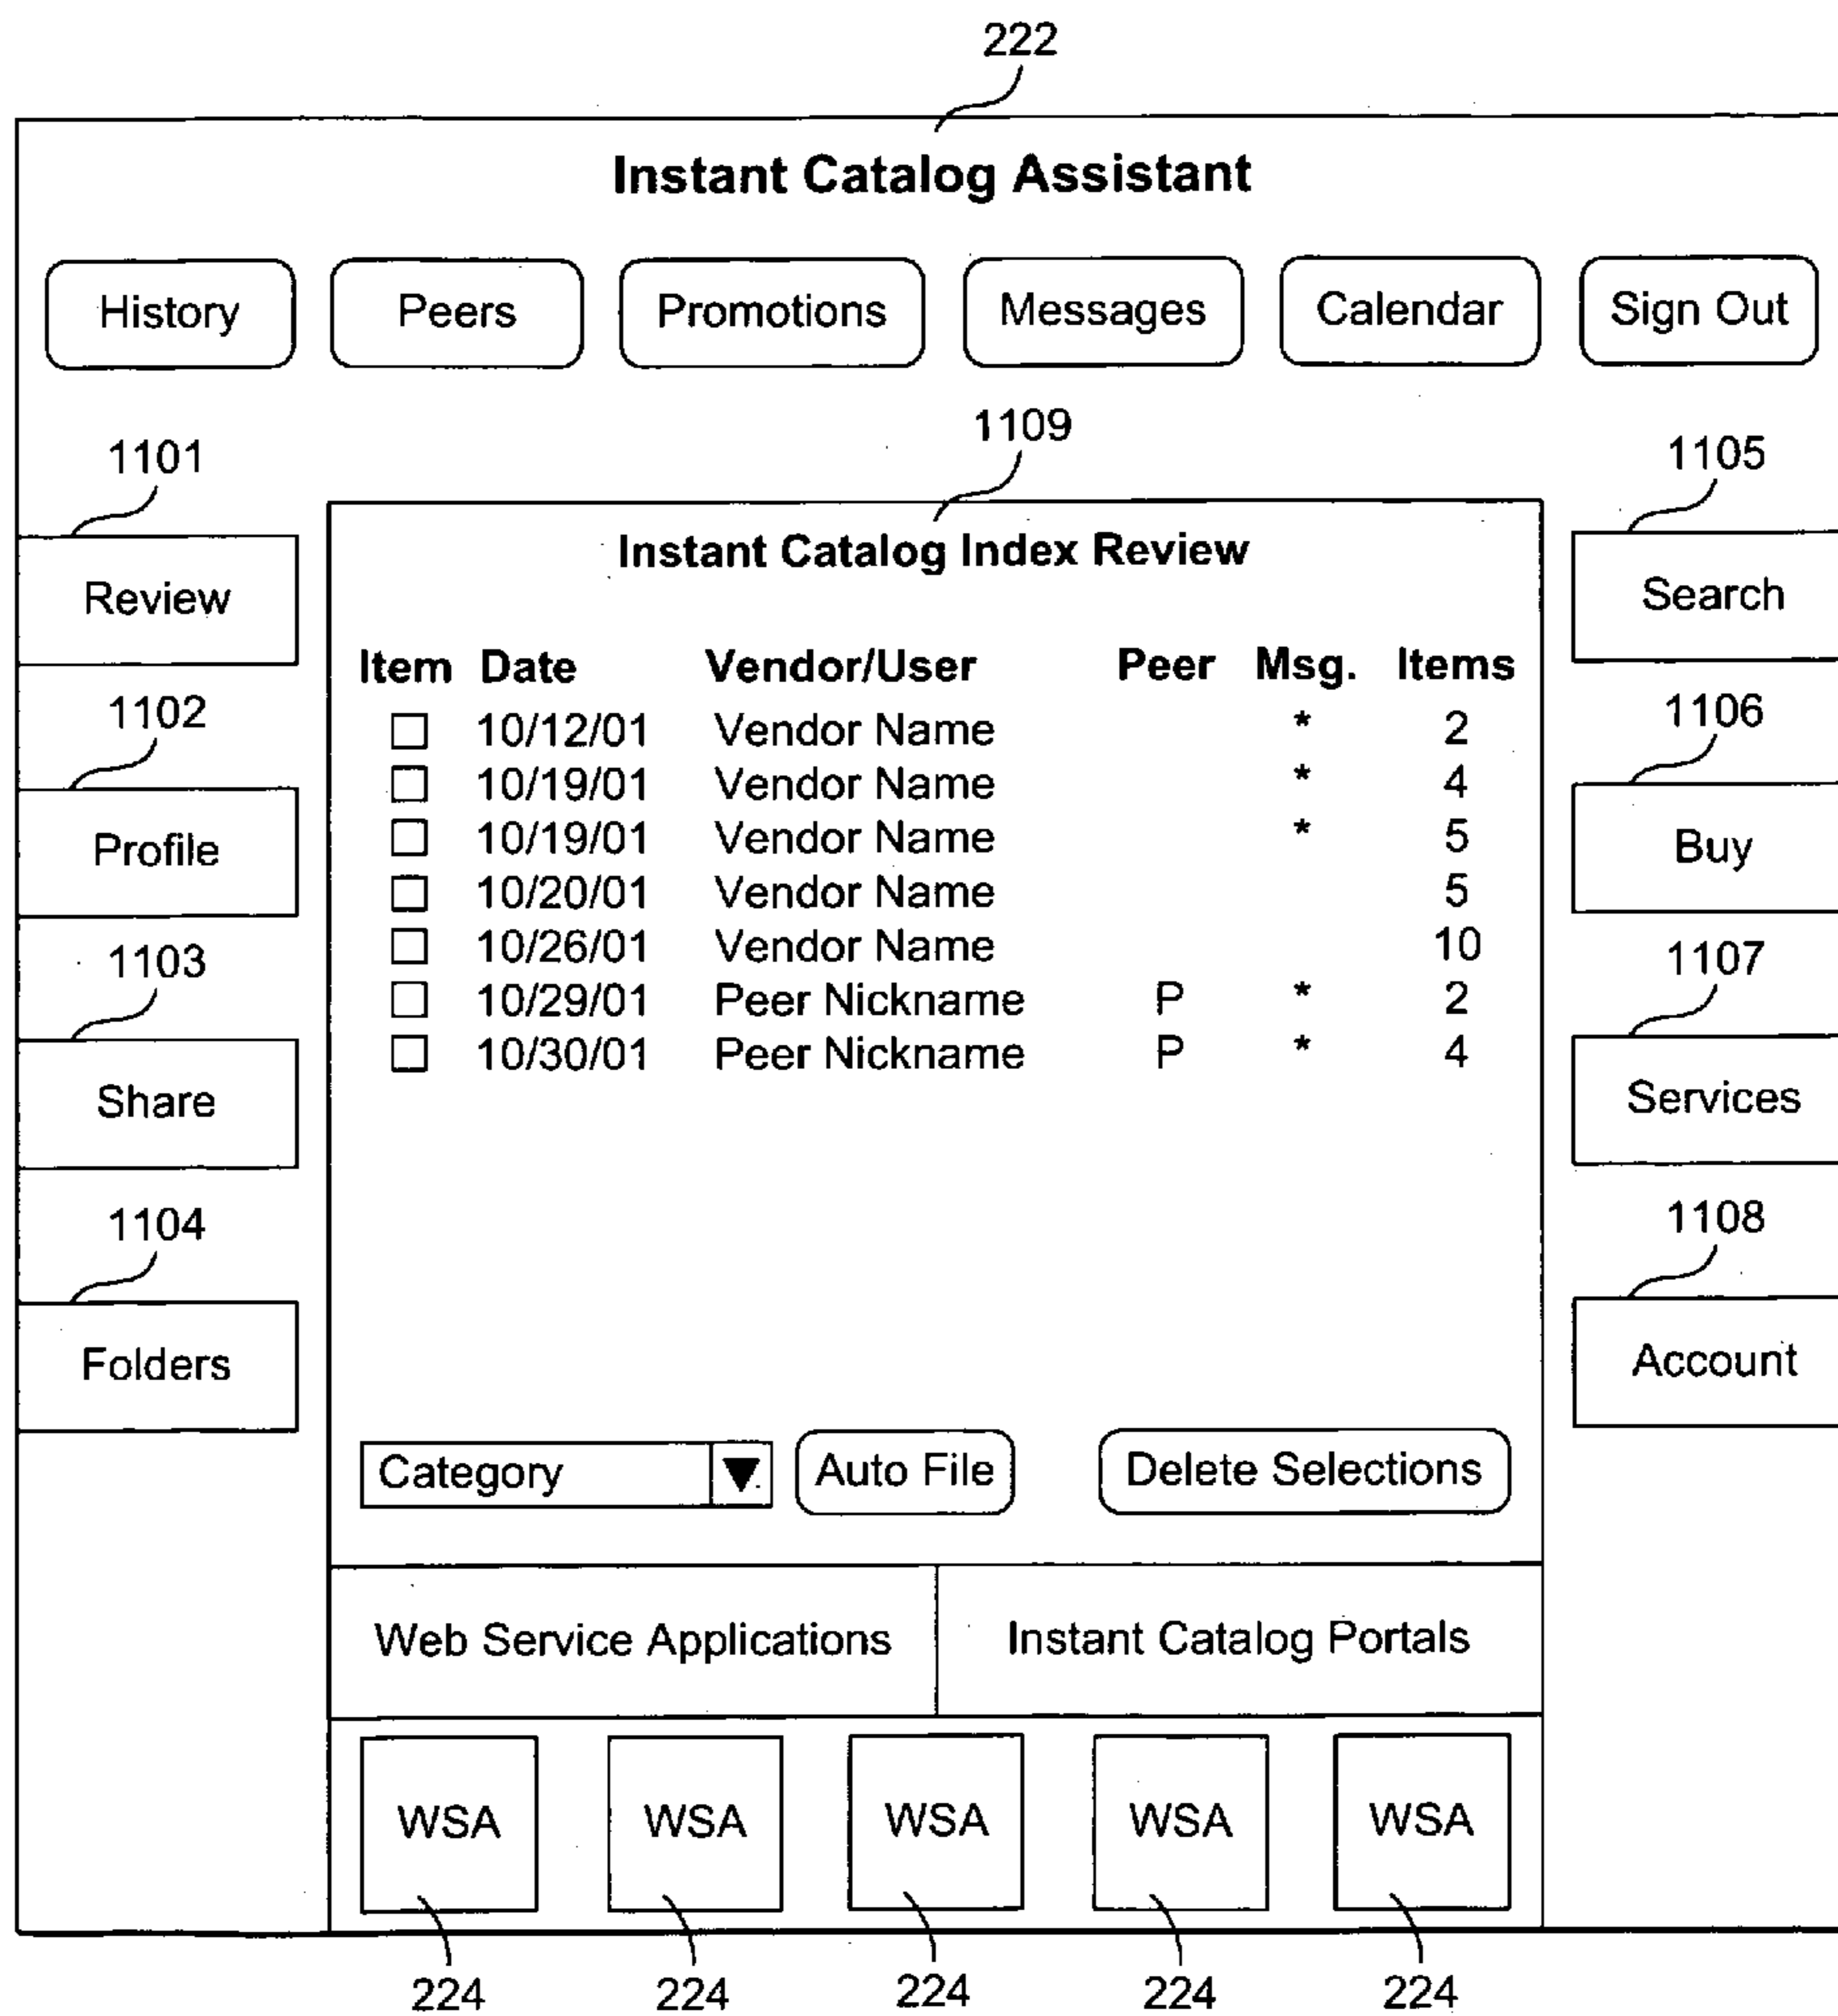 222
Instant Catalog Assistant
History Peers Promotions Messages Calendar Sign Out
1109
1101 1105
Instant Catalog Index Review
Review Search
Item Date Vendor/User Peer Msg. Items
1102 1106
10/12/01 Vendor Name * 2
10/19/01 Vendor Name * 4
10/19/01 Vendor Name * 5
Profile Buy
10/20/01 Vendor Name 5
10/26/01 Vendor Name 10
1103 1107
10/29/01 Peer Nickname P * 2
10/30/01 Peer Nickname P * 4
Share Services
1104 1108
Folders Account
Category Auto File Delete Selections
Web Service Applications Instant Catalog Portals
WSA WSA WSA WSA WSA
224 224 224 224 224